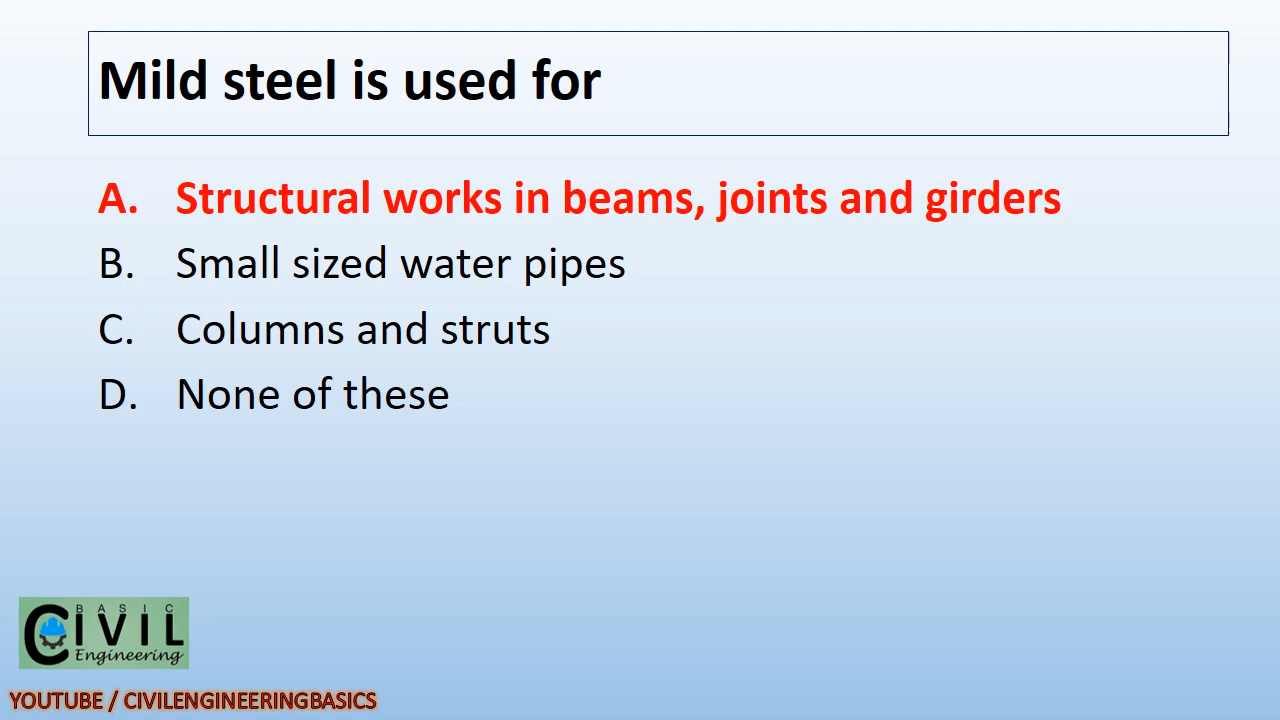 Mild steel is used for
A. Structural works in beams, joints and girders
B. Small sized water pipes
C. Columns and struts
D. None of these
BASIC
CIVIL
Engineering
YOUTUBE / CIVILENGINEERINGBASICS